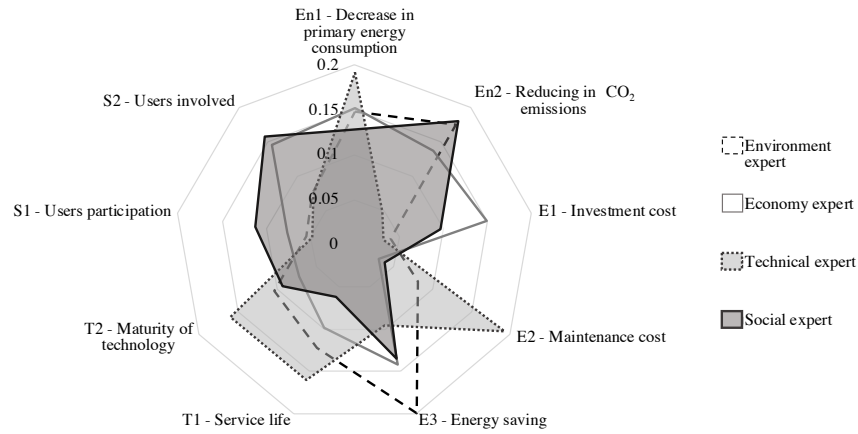 En1 - Decrease in
primary energy
consumption
En2 - Reducing in CO2
emissions
E1 - Investment cost
E2 - Maintenance cost
E3 - Energy saving
T1 - Service life
T2 - Maturity of
technology
S1 - Users participation
S2 - Users involved
0.2
0.15
0.1
0.05
0
Environment
expert
Economy expert
Technical expert
Social expert